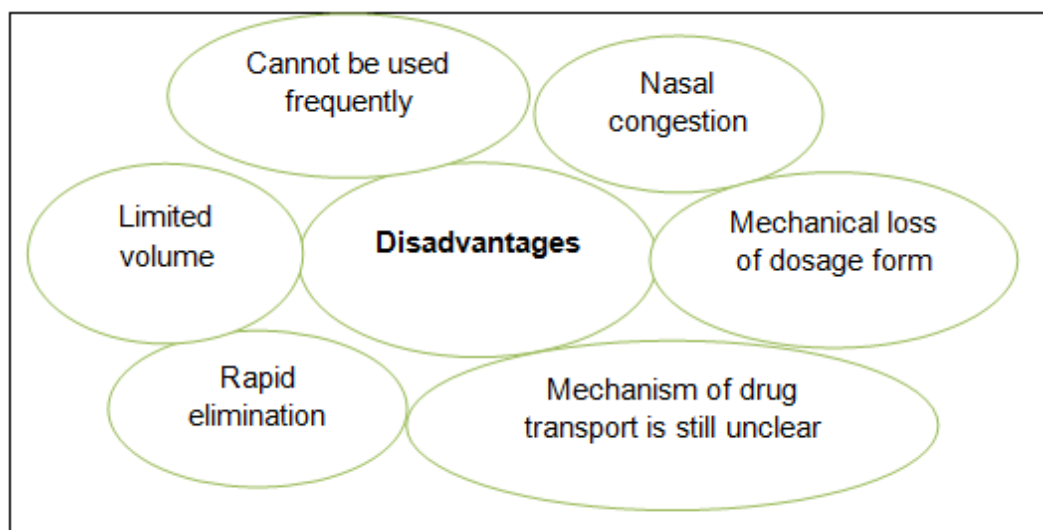 Cannot be used
frequently
Nasal
congestion
Limited
volume
Disadvantages
Mechanical loss
of dosage form
Rapid
elimination
Mechanism of drug
transport is still unclear